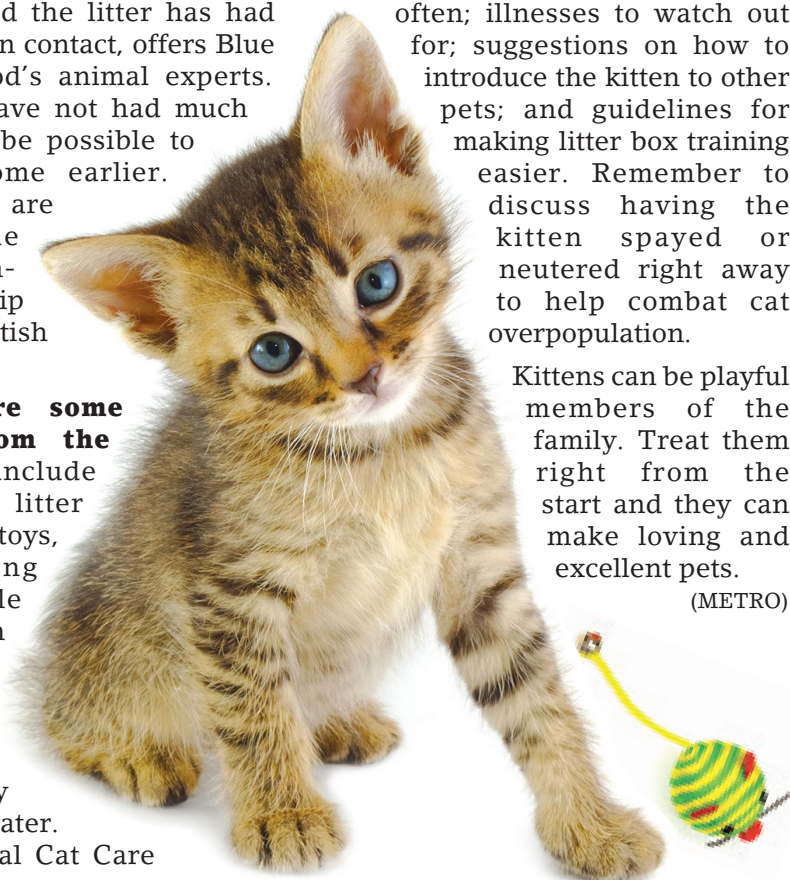 d the litter has had
n contact, offers Blue
od's animal experts.
ave not had much
be possible to
ome earlier.
are
e
n-
ip
tish
re some
om the
nclude
litter
toys,
ng
le
n
y
ater.
al Cat Care
often; illnesses to watch out
for; suggestions on how to
introduce the kitten to other
pets; and guidelines for
making litter box training
easier. Remember to
discuss having the
kitten spayed or
neutered right away
to help combat cat
overpopulation.
Kittens can be playful
members of the
family. Treat them
right from the
start and they can
make loving and
excellent pets.
(METRO)